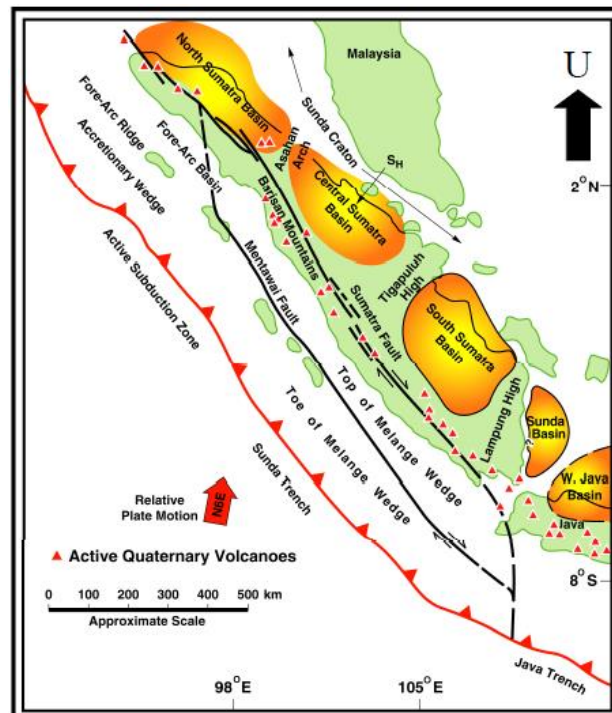 Malaysia
U
North Sumatra
Basin
Sunda Craton
Fore-Arc Ridge
Accretionary Wedge
Fore-Arc Basin
Asahan
Arch
S_H
2°N
Central Sumatra
Basin
Barisan Mountains
Active Subduction Zone
Mentawai Fault
Tigapuluh
High
Sumatra Fault
South Sumatra
Basin
Top of Melange Wedge
Toe of Melange Wedge
Lampung High
Sunda
Basin
?
Sunda Trench
W. Java
Basin
Relative
Plate Motion
N6E
Java
Active Quaternary Volcanoes
8°S
0 100 200 300 400 500 km
Approximate Scale
Java Trench
98°E
105°E